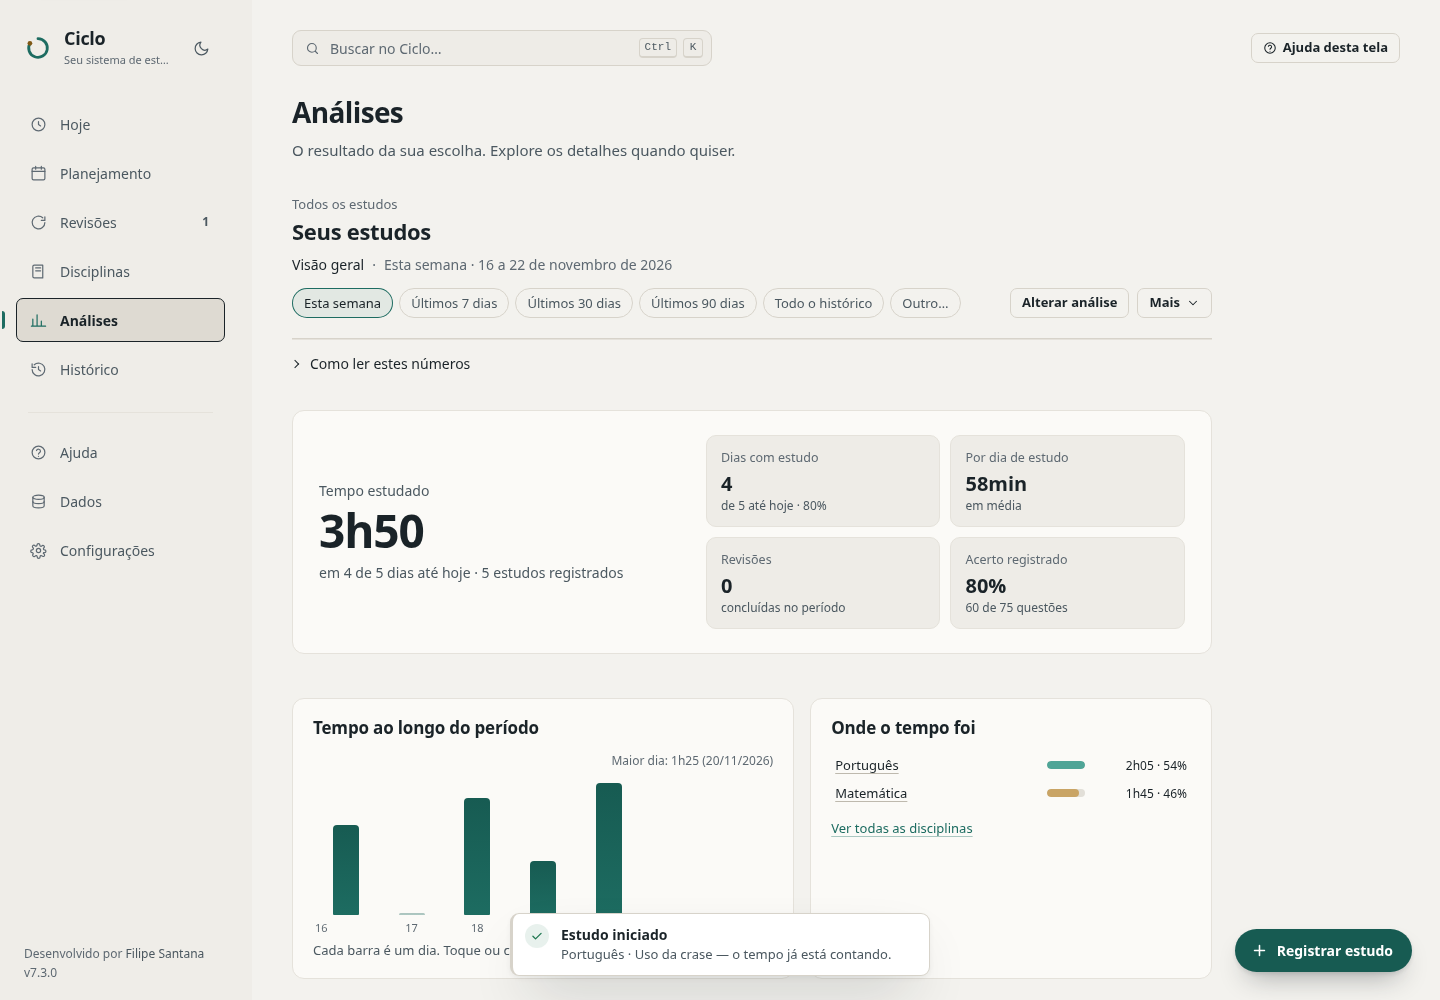 Ciclo
Seu sistema de est...
Hoje
Planejamento
Revisões 1
Disciplinas
Análises
Histórico
Ajuda
Dados
Configurações
Desenvolvido por Filipe Santana
v7.3.0
Buscar no Ciclo... Ctrl K
Ajuda desta tela
Análises
O resultado da sua escolha. Explore os detalhes quando quiser.
Todos os estudos
Seus estudos
Visão geral · Esta semana · 16 a 22 de novembro de 2026
Esta semana Últimos 7 dias Últimos 30 dias Últimos 90 dias Todo o histórico Outro... Alterar análise Mais
Como ler estes números
Tempo estudado
3h50
em 4 de 5 dias até hoje · 5 estudos registrados
Dias com estudo
4
de 5 até hoje · 80%
Por dia de estudo
58min
em média
Revisões
0
concluídas no período
Acerto registrado
80%
60 de 75 questões
Tempo ao longo do período
Maior dia: 1h25 (20/11/2026)
16 17 18
Cada barra é um dia. Toque ou c
Onde o tempo foi
Português 2h05 · 54%
Matemática 1h45 · 46%
Ver todas as disciplinas
Estudo iniciado
Português · Uso da crase — o tempo já está contando.
Registrar estudo